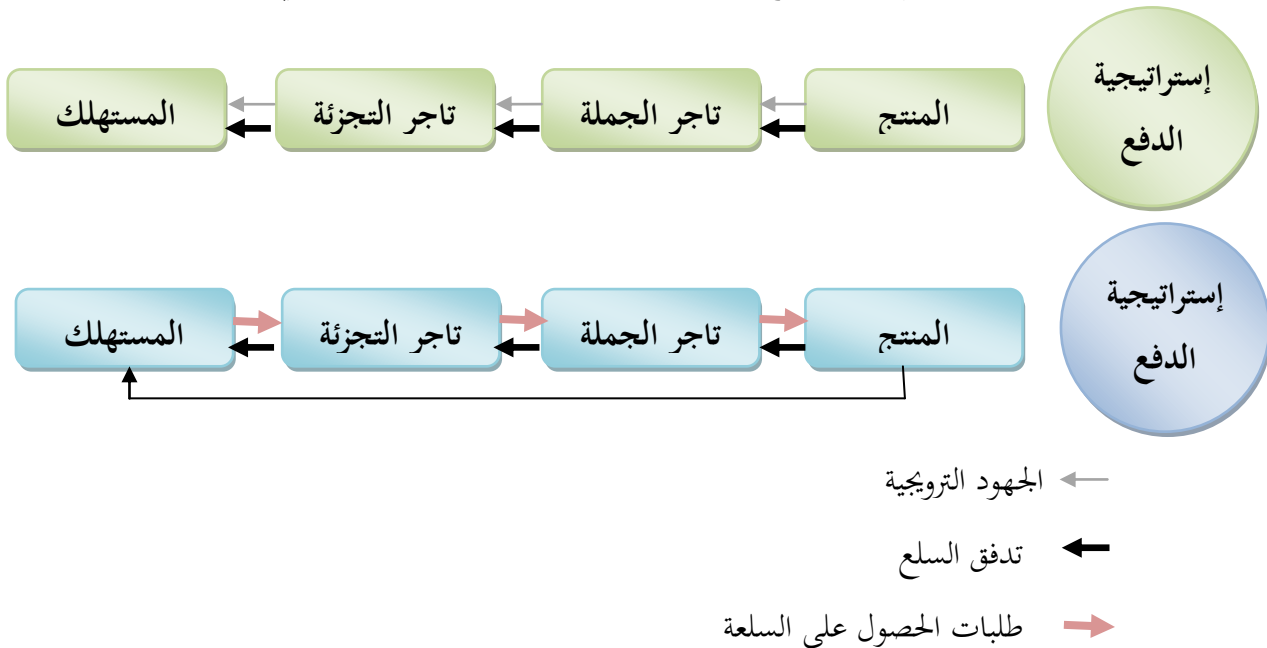 إستراتيجية
الدفع
المنتج
تاجر الجملة
تاجر التجزئة
المستهلك
إستراتيجية
الدفع
المنتج
تاجر الجملة
تاجر التجزئة
المستهلك
الجهود الترويجية
تدفق السلع
طلبات الحصول على السلعة